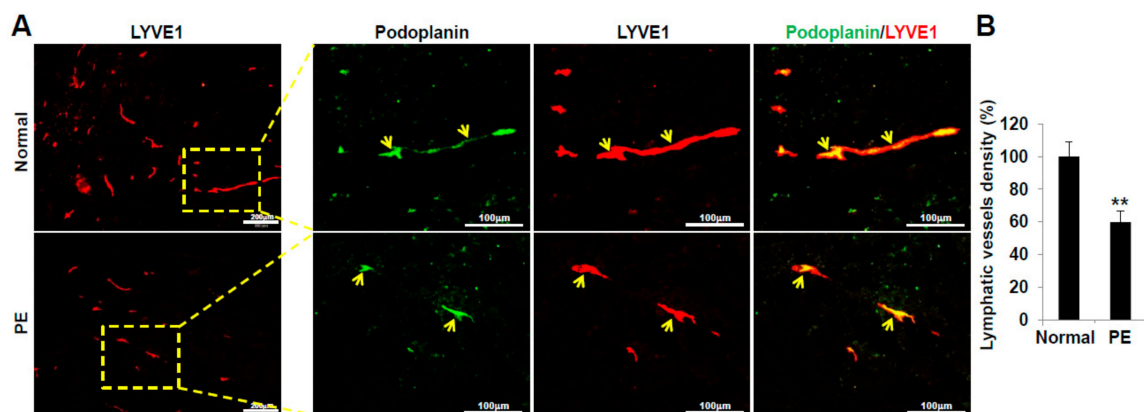 A
LYVE1
Podoplanin
LYVE1
Podoplanin/LYVE1
B
Normal
200μm
100μm
100μm
100μm
PE
200μm
100μm
100μm
100μm
Lymphatic vessels density (%)
120
100
80
60
40
20
0
**
Normal
PE